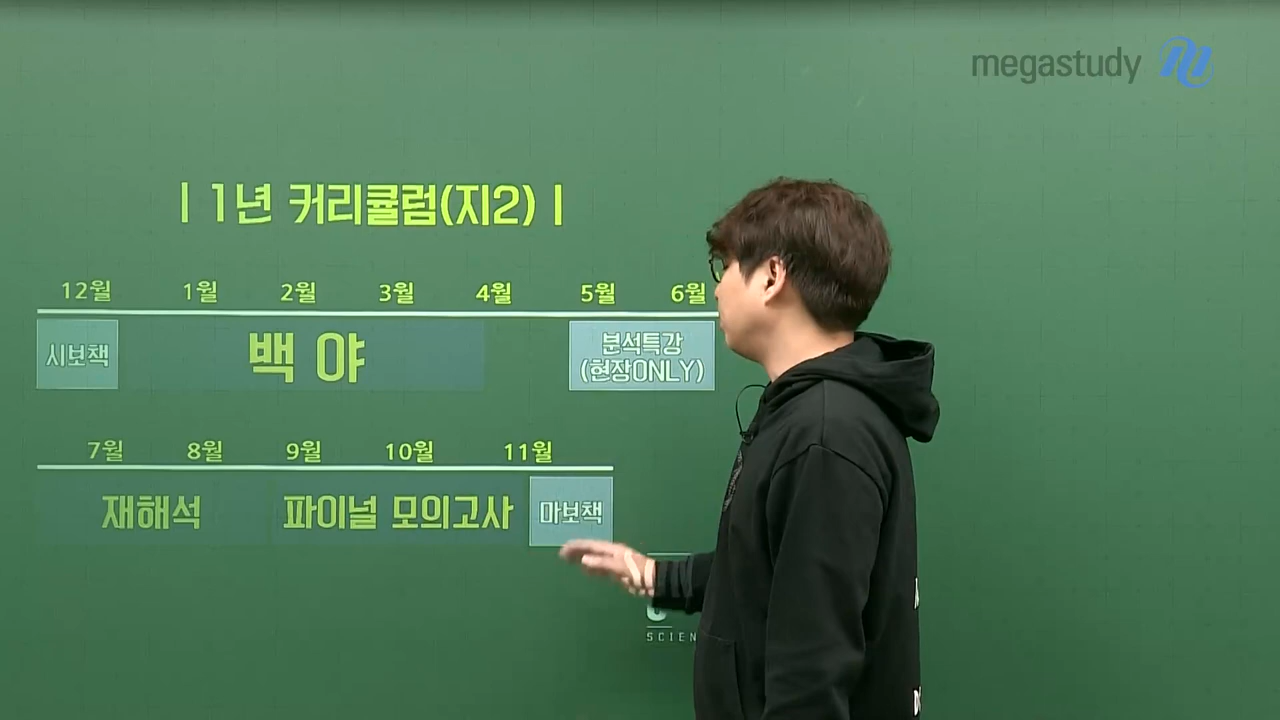 megastudy
| 1년 커리큘럼(지2) |
12월 1월 2월 3월 4월 5월 6월
시보책 백야 분석특강
(현장ONLY)
7월 8월 9월 10월 11월
재해석 파이널 모의고사 마보책
SCIEN